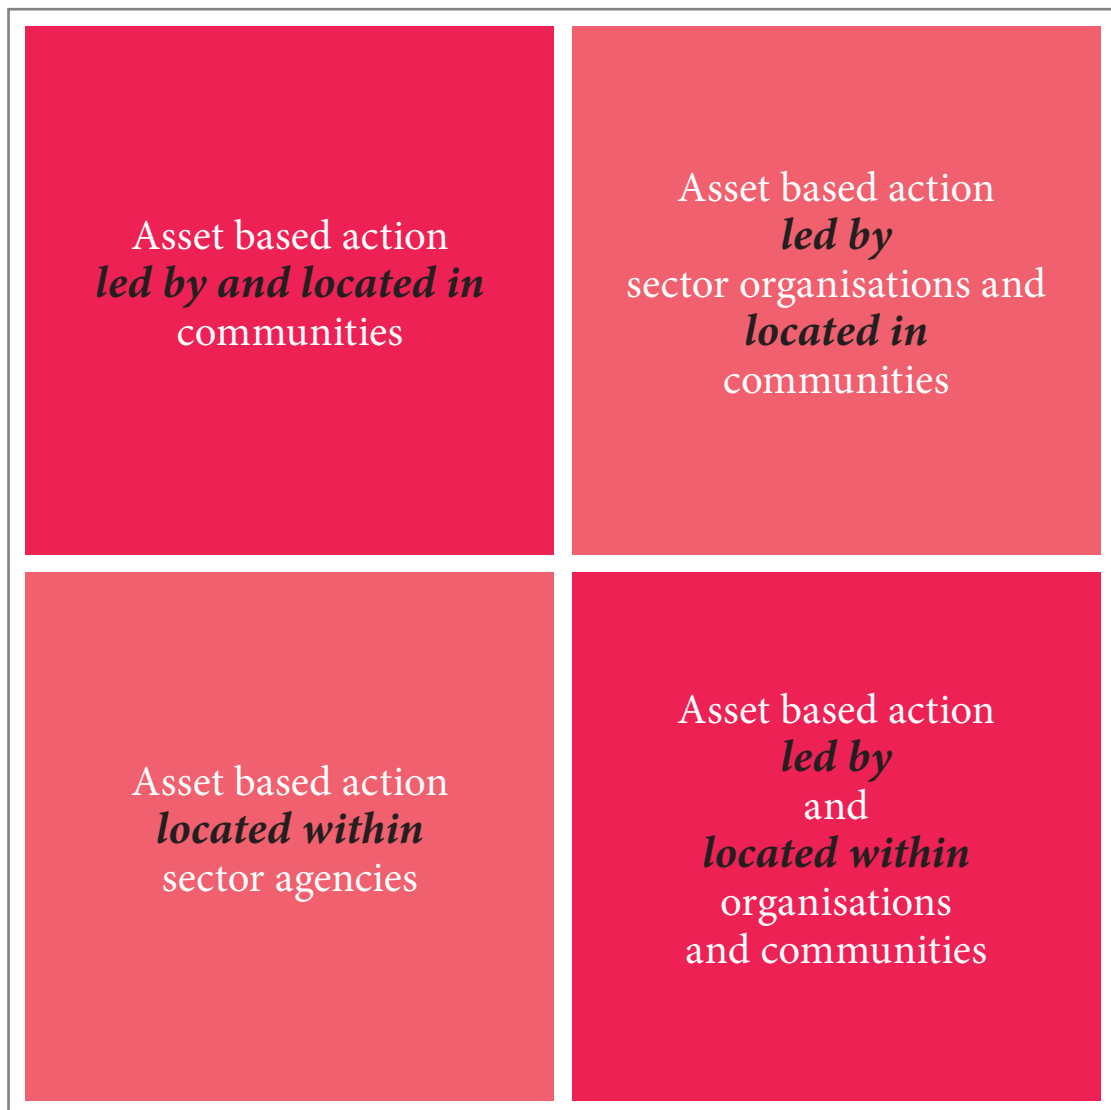 Asset based action
led by and located in
communities
Asset based action
led by
sector organisations and
located in
communities
Asset based action
located within
sector agencies
Asset based action
led by
and
located within
organisations
and communities